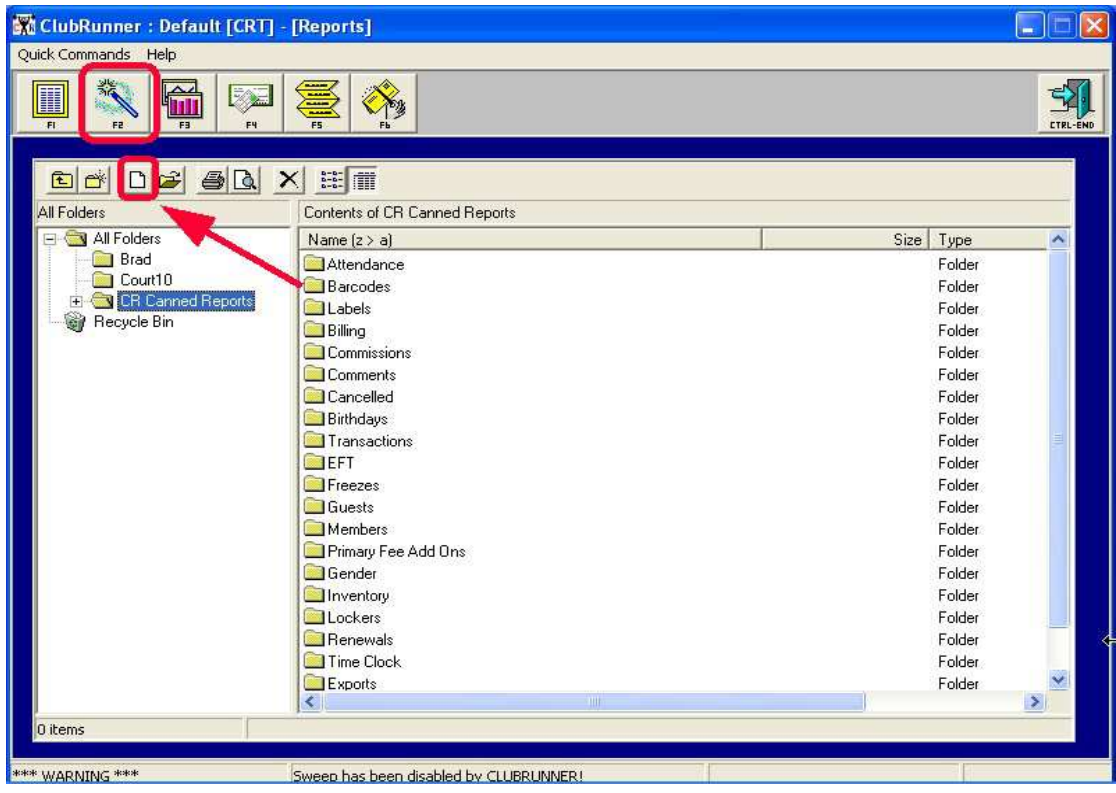 ClubRunner : Default [CRT] - [Reports]
Quick Commands Help
F1 F2 F3 F4 F5 F6 CTRL-END
All Folders Contents of CR Canned Reports
All Folders
Brad
Court10
CR Canned Reports
Recycle Bin
Name (z > a) Size Type
Attendance Folder
Barcodes Folder
Labels Folder
Billing Folder
Commissions Folder
Comments Folder
Cancelled Folder
Birthdays Folder
Transactions Folder
EFT Folder
Freezes Folder
Guests Folder
Members Folder
Primary Fee Add Ons Folder
Gender Folder
Inventory Folder
Lockers Folder
Renewals Folder
Time Clock Folder
Exports Folder
0 items
*** WARNING *** Sweep has been disabled by CLUBRUNNER!